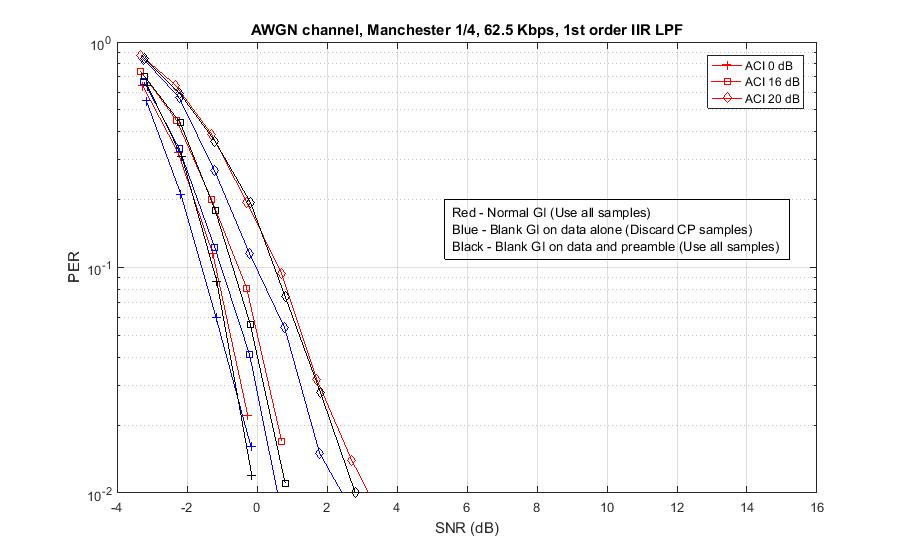 AWGN channel, Manchester 1/4, 62.5 Kbps, 1st order IIR LPF
10^0
ACI 0 dB
ACI 16 dB
ACI 20 dB
Red - Normal GI (Use all samples)
Blue - Blank GI on data alone (Discard CP samples)
Black - Blank GI on data and preamble (Use all samples)
PER
10^-1
10^-2
-4 -2 0 2 4 6 8 10 12 14 16
SNR (dB)